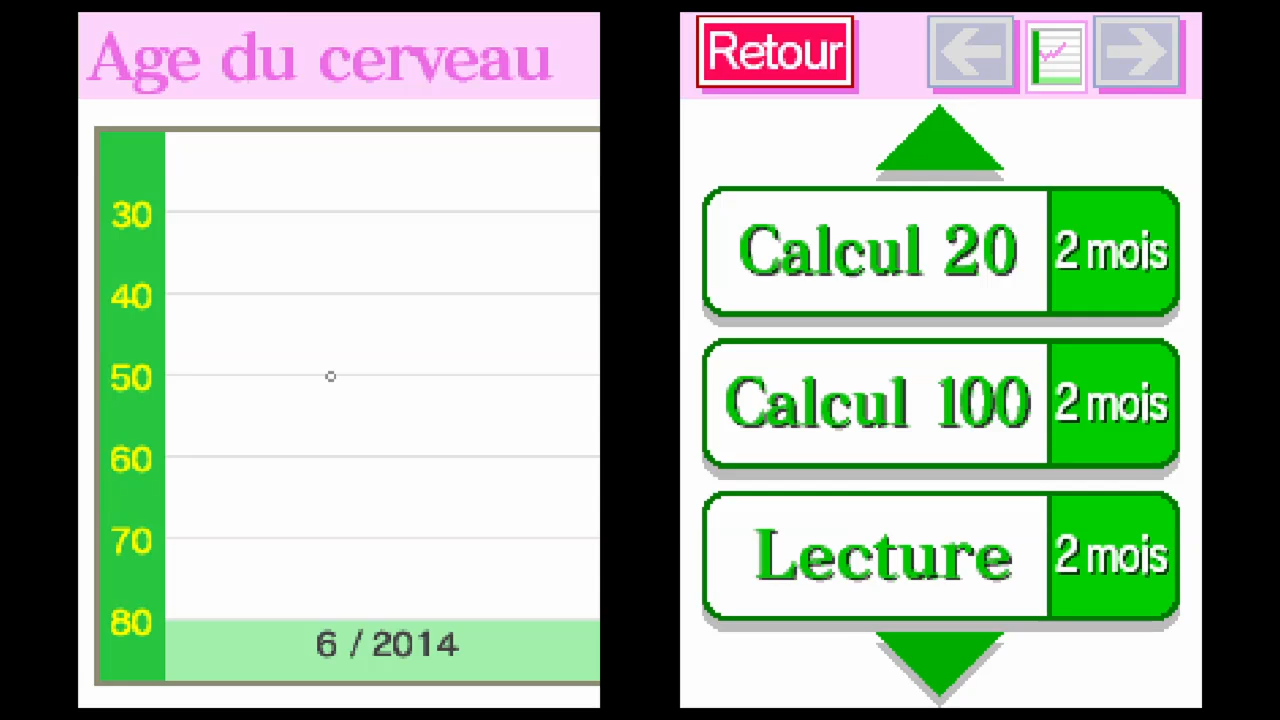 Age du cerveau
30
40
50
60
70
80
6 / 2014
Retour
Calcul 20 2 mois
Calcul 100 2 mois
Lecture 2 mois